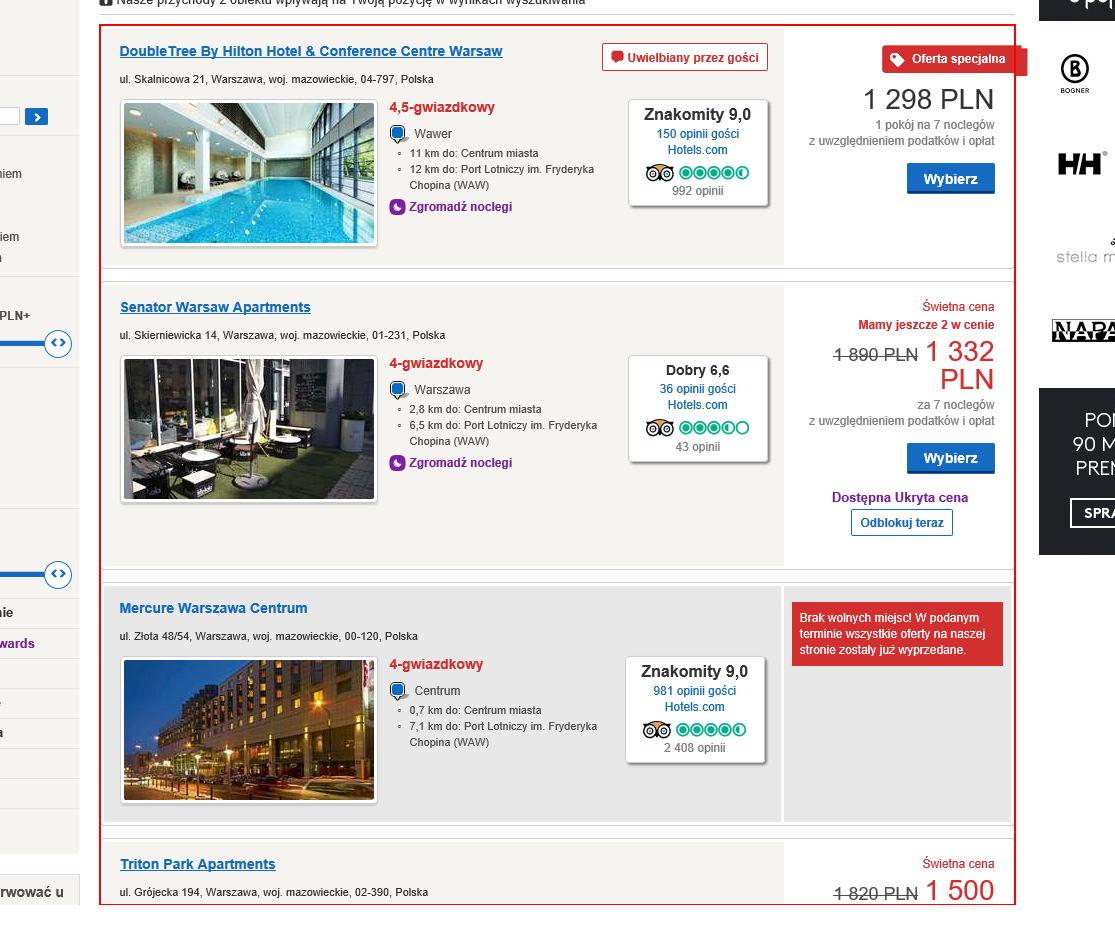 Nasze przychody z obiektu wpływają na Twoją pozycję w wynikach wyszukiwania
DoubleTree By Hilton Hotel & Conference Centre Warsaw
Uwielbiany przez gości
ul. Skalnicowa 21, Warszawa, woj. mazowieckie, 04-797, Polska
4,5-gwiazdkowy
Wawer
11 km do: Centrum miasta
12 km do: Port Lotniczy im. Fryderyka
Chopina (WAW)
Zgromadź noclegi
Znakomity 9,0
150 opinii gości
Hotels.com
992 opinii
Oferta specjalna
1 298 PLN
1 pokój na 7 noclegów
z uwzględnieniem podatków i opłat
Wybierz
Senator Warsaw Apartments
ul. Skierniewicka 14, Warszawa, woj. mazowieckie, 01-231, Polska
4-gwiazdkowy
Warszawa
2,8 km do: Centrum miasta
6,5 km do: Port Lotniczy im. Fryderyka
Chopina (WAW)
Zgromadź noclegi
Dobry 6,6
36 opinii gości
Hotels.com
43 opinii
Świetna cena
Mamy jeszcze 2 w cenie
1 890 PLN 1 332
PLN
za 7 noclegów
z uwzględnieniem podatków i opłat
Wybierz
Dostępna Ukryta cena
Odblokuj teraz
Mercure Warszawa Centrum
ul. Złota 48/54, Warszawa, woj. mazowieckie, 00-120, Polska
4-gwiazdkowy
Centrum
0,7 km do: Centrum miasta
7,1 km do: Port Lotniczy im. Fryderyka
Chopina (WAW)
Znakomity 9,0
981 opinii gości
Hotels.com
2 408 opinii
Brak wolnych miejsc! W podanym
terminie wszystkie oferty na naszej
stronie zostały już wyprzedane.
Triton Park Apartments
ul. Grójecka 194, Warszawa, woj. mazowieckie, 02-390, Polska
Świetna cena
1 820 PLN 1 500
niem
iem
PLN+
nie
wards
rwować u
B
BOGNER
HH
stella m
NAPA
PO
90 M
PREM
SPRA